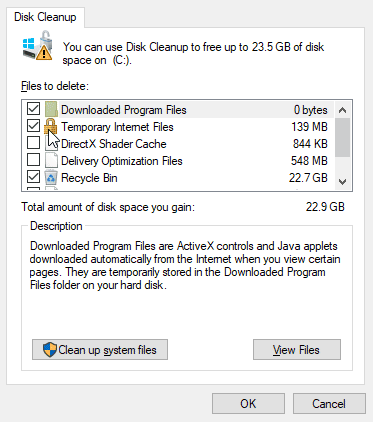 Disk Cleanup
You can use Disk Cleanup to free up to 23.5 GB of disk
space on (C:).
Files to delete:
Downloaded Program Files 0 bytes
Temporary Internet Files 139 MB
DirectX Shader Cache 844 KB
Delivery Optimization Files 548 MB
Recycle Bin 22.7 GB
Total amount of disk space you gain: 22.9 GB
Description
Downloaded Program Files are ActiveX controls and Java applets
downloaded automatically from the Internet when you view certain
pages. They are temporarily stored in the Downloaded Program
Files folder on your hard disk.
Clean up system files View Files
OK Cancel